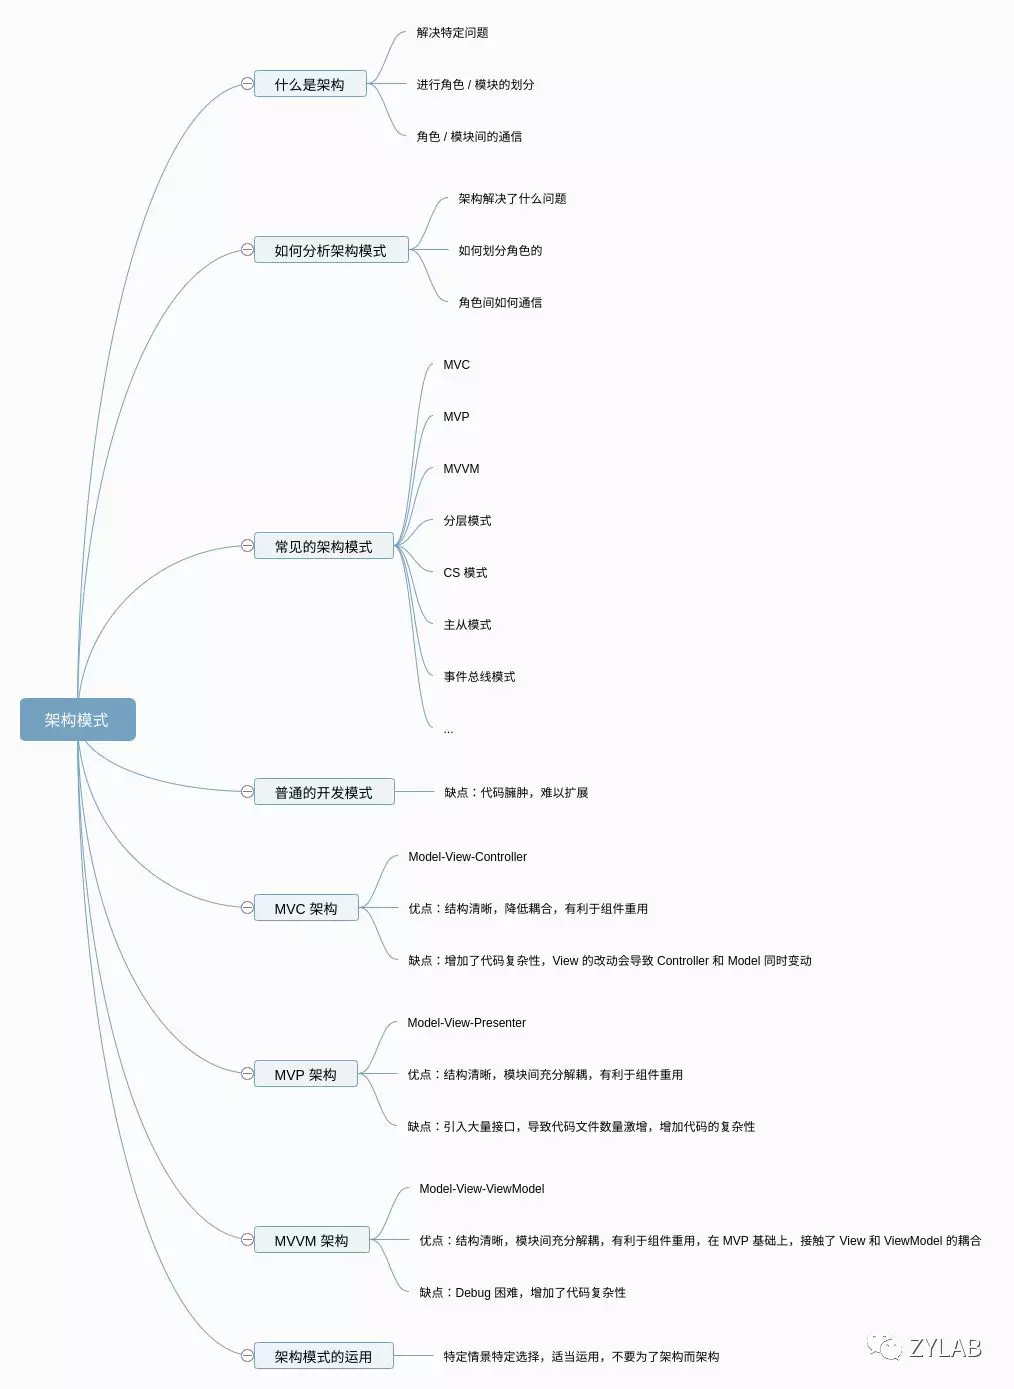 架构模式
什么是架构
解决特定问题
进行角色 / 模块的划分
角色 / 模块间的通信
如何分析架构模式
架构解决了什么问题
如何划分角色的
角色间如何通信
常见的架构模式
MVC
MVP
MVVM
分层模式
CS 模式
主从模式
事件总线模式
...
普通的开发模式
缺点：代码臃肿，难以扩展
MVC 架构
Model-View-Controller
优点：结构清晰，降低耦合，有利于组件重用
缺点：增加了代码复杂性，View 的改动会导致 Controller 和 Model 同时变动
MVP 架构
Model-View-Presenter
优点：结构清晰，模块间充分解耦，有利于组件重用
缺点：引入大量接口，导致代码文件数量激增，增加代码的复杂性
MVVM 架构
Model-View-ViewModel
优点：结构清晰，模块间充分解耦，有利于组件重用，在 MVP 基础上，接触了 View 和 ViewModel 的耦合
缺点：Debug 困难，增加了代码复杂性
架构模式的运用
特定情景特定选择，适当运用，不要为了架构而架构
ZYLAB